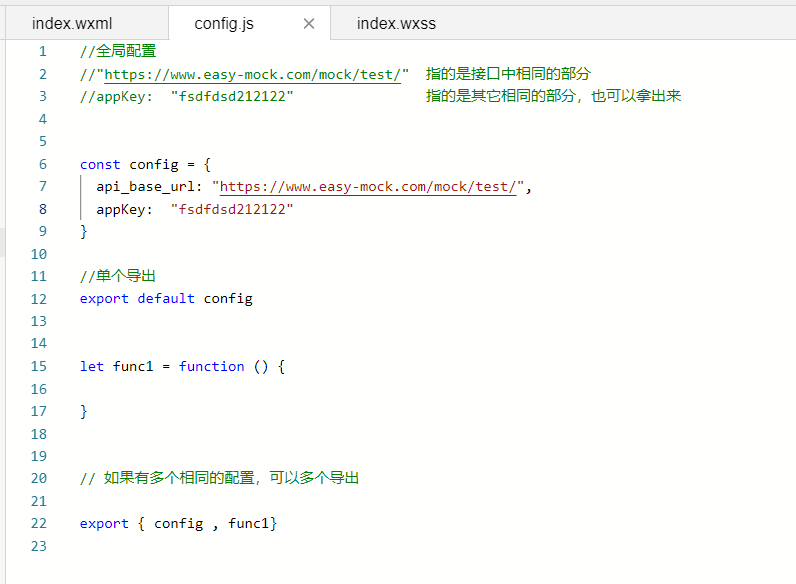 index.wxml config.js × index.wxss
1 //全局配置
2 //"https://www.easy-mock.com/mock/test/" 指的是接口中相同的部分
3 //appKey: "fsdfdsd212122" 指的是其它相同的部分，也可以拿出来
4
5
6 const config = {
7 api_base_url: "https://www.easy-mock.com/mock/test/",
8 appKey: "fsdfdsd212122"
9 }
10
11 //单个导出
12 export default config
13
14
15 let func1 = function () {
16
17 }
18
19
20 // 如果有多个相同的配置，可以多个导出
21
22 export { config , func1}
23